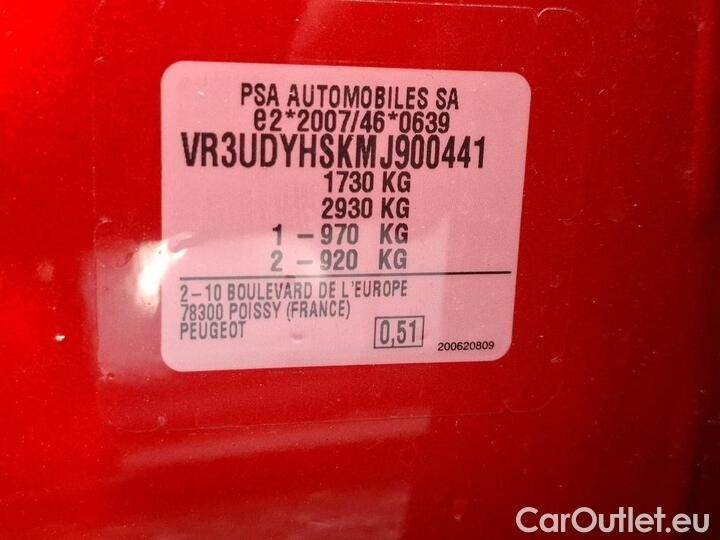 PSA AUTOMOBILES SA
e2*2007/46*0639
VR3UDYHSKMJ900441
1730 KG
2930 KG
1 – 970 KG
2 – 920 KG
2–10 BOULEVARD DE L'EUROPE
78300 POISSY (FRANCE)
PEUGEOT
0,51
200620809
CarOutlet.eu